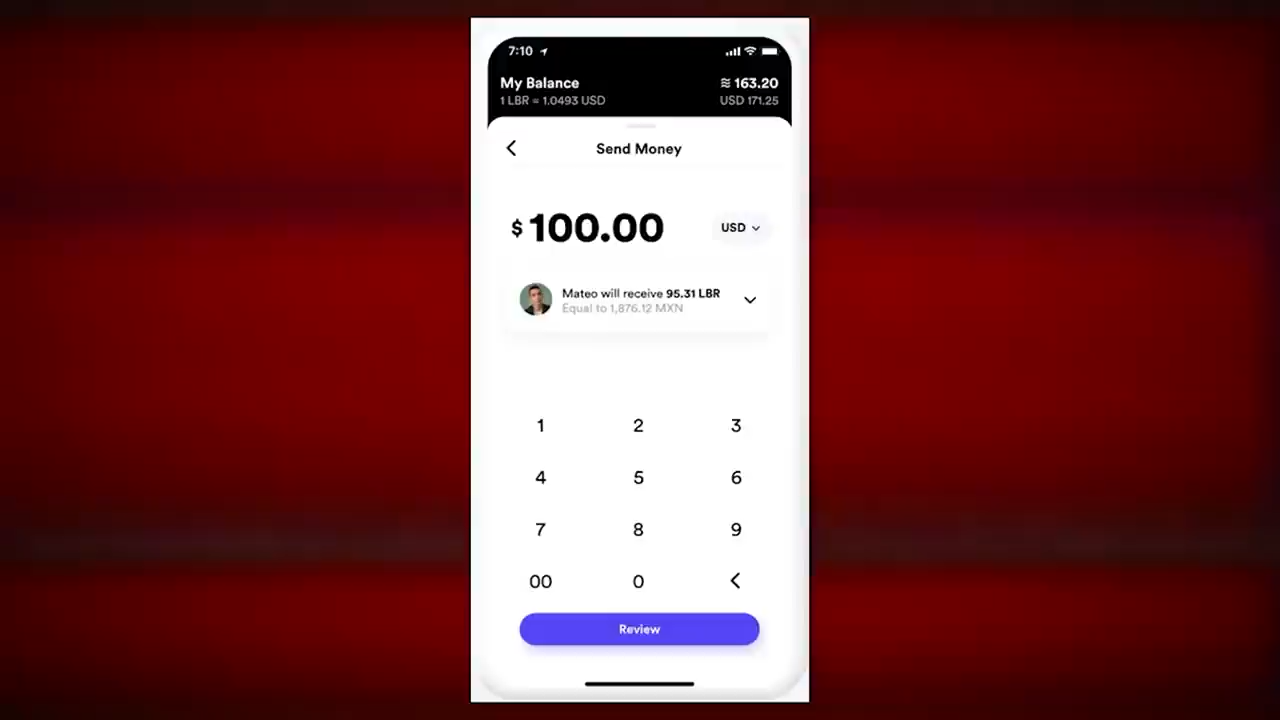 7:10
My Balance
≋ 163.20
1 LBR = 1.0493 USD
USD 171.25
Send Money
$ 100.00
USD
Mateo will receive 95.31 LBR
Equal to 1,876.12 MXN
1 2 3
4 5 6
7 8 9
00 0
Review